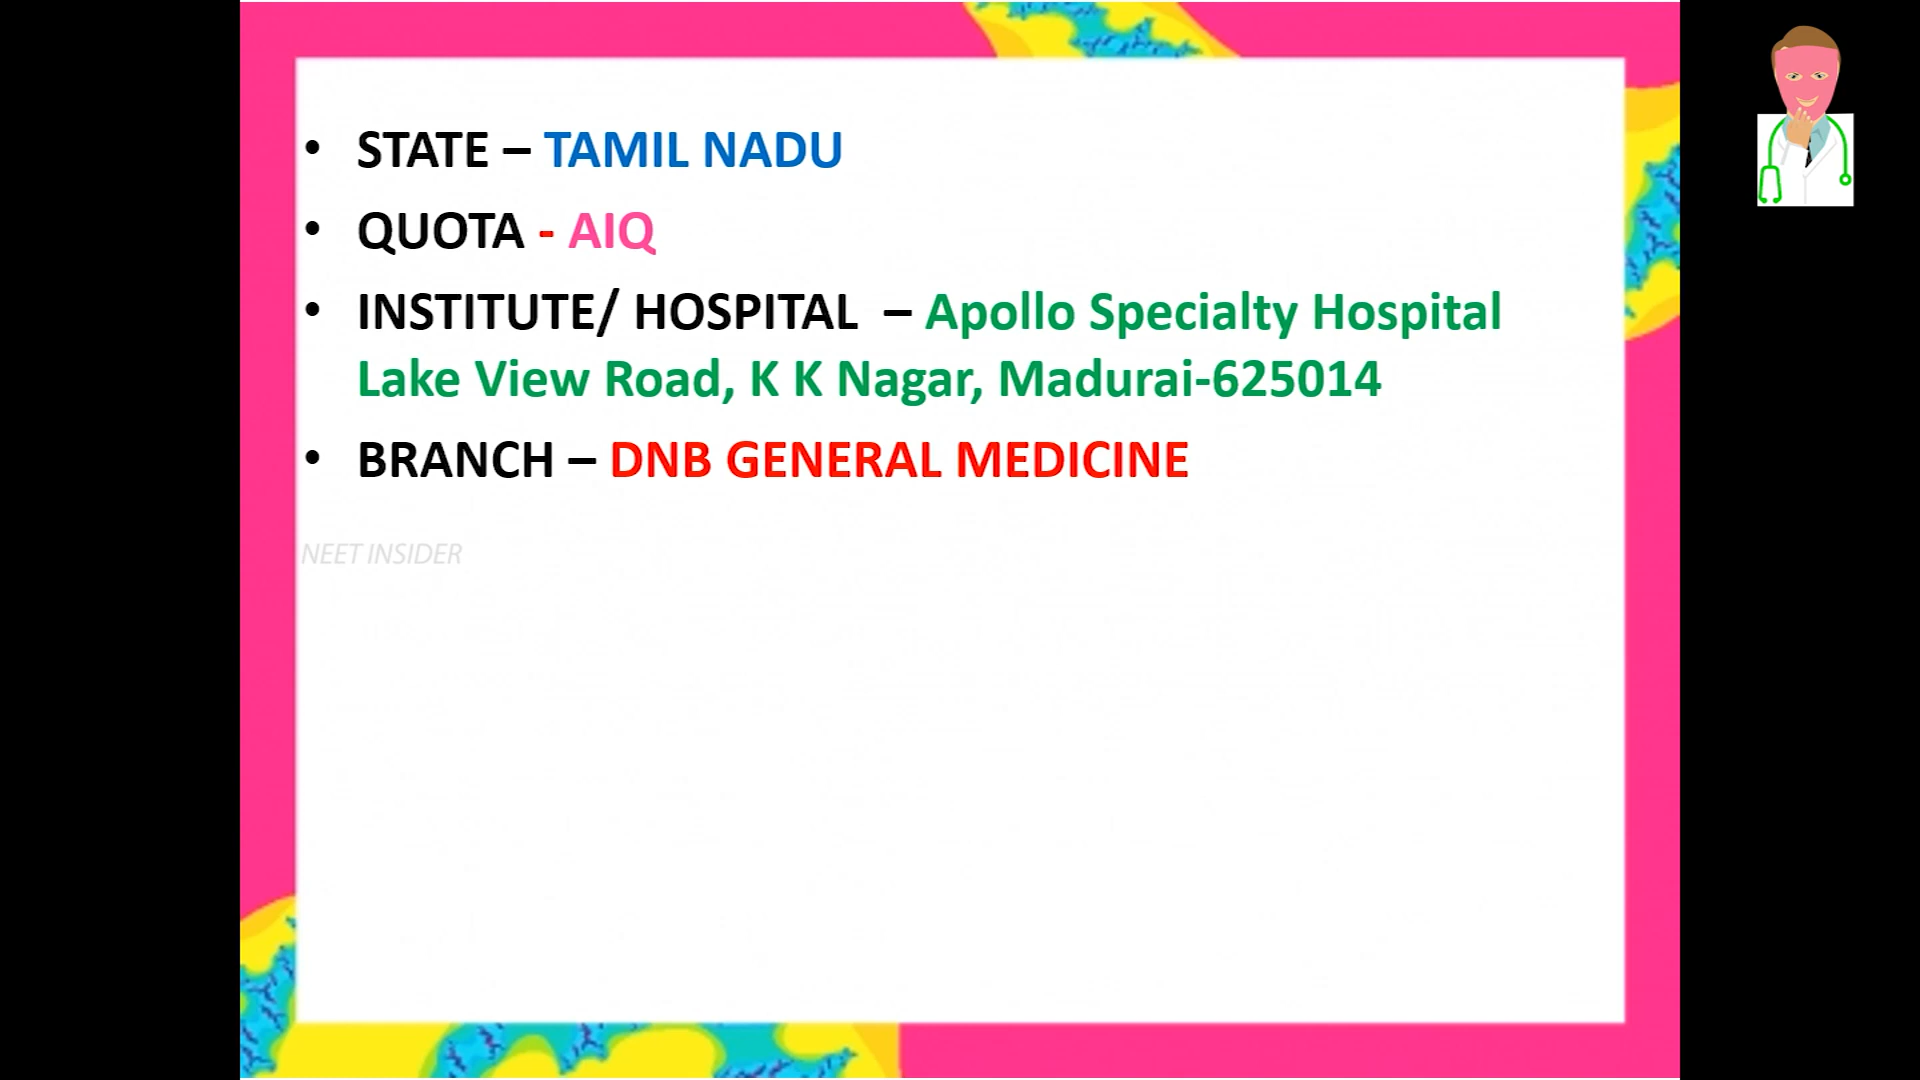 • STATE – TAMIL NADU
• QUOTA - AIQ
• INSTITUTE/ HOSPITAL – Apollo Specialty Hospital
Lake View Road, K K Nagar, Madurai-625014
• BRANCH – DNB GENERAL MEDICINE
NEET INSIDER